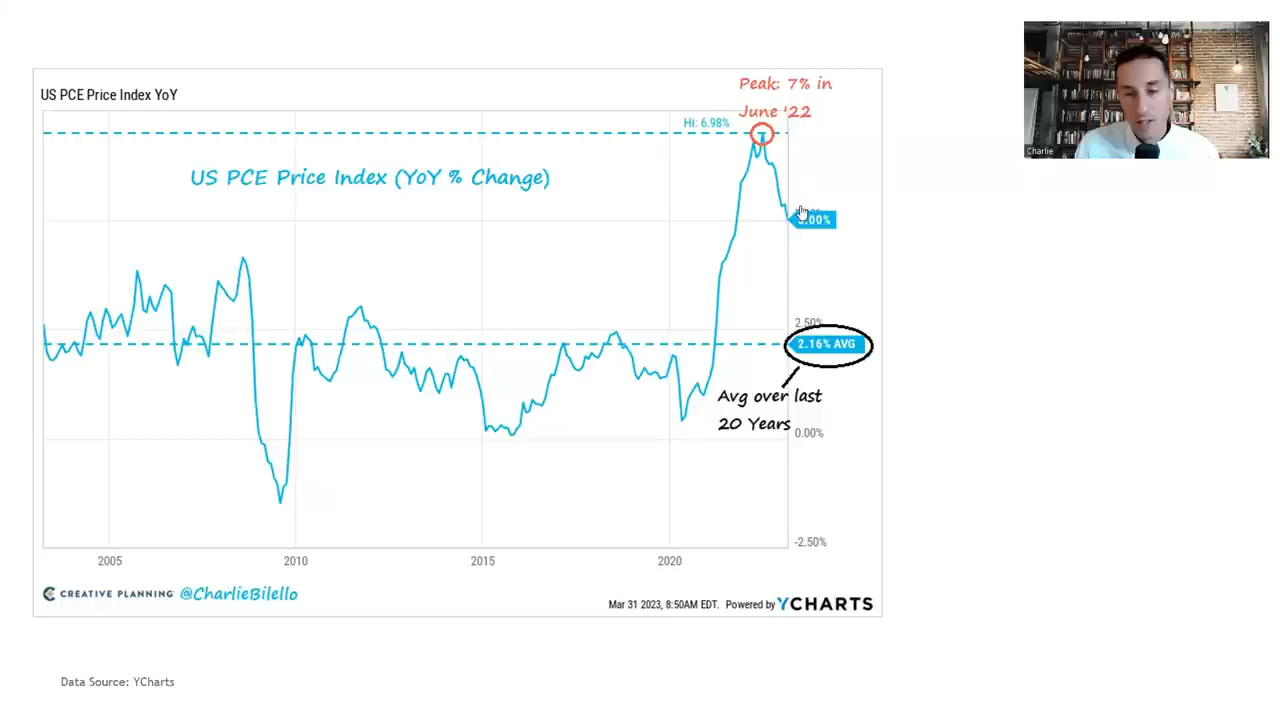 Charlie
US PCE Price Index YoY
Peak: 7% in
June '22
Hi: 6.98%
US PCE Price Index (YoY % Change)
.00%
2.50%
2.16% AVG
Avg over last
20 Years
0.00%
-2.50%
2005 2010 2015 2020
CREATIVE PLANNING @CharlieBilello
Mar 31 2023, 8:50AM EDT. Powered by YCHARTS
Data Source: YCharts